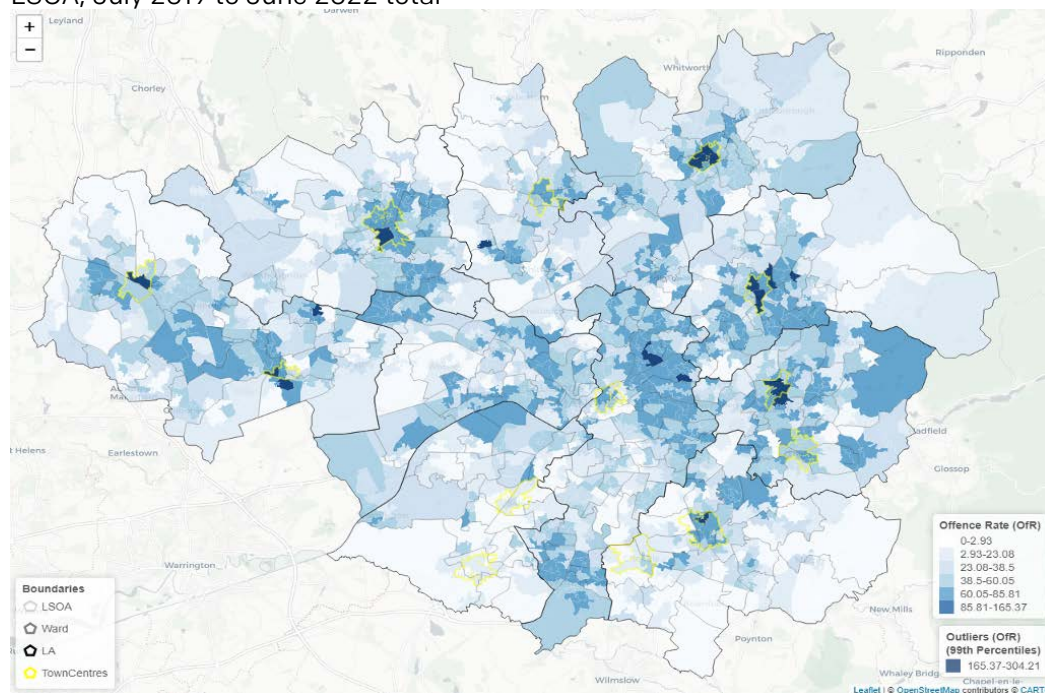 LSOA, July 2017 to June 2022 total
+
−
Leyland
Darwen
Chorley
Whitworth
Ripponden
St Helens
Earlestown
Warrington
Wilmslow
Poynton
New Mills
Glossop
Whaley Bridge
Chapel-en-le-
Boundaries
LSOA
Ward
LA
TownCentres
Offence Rate (OfR)
0-2.93
2.93-23.08
23.08-38.5
38.5-60.05
60.05-85.81
85.81-165.37
Outliers (OfR)
(99th Percentiles)
165.37-304.21
Leaflet | © OpenStreetMap contributors © CART